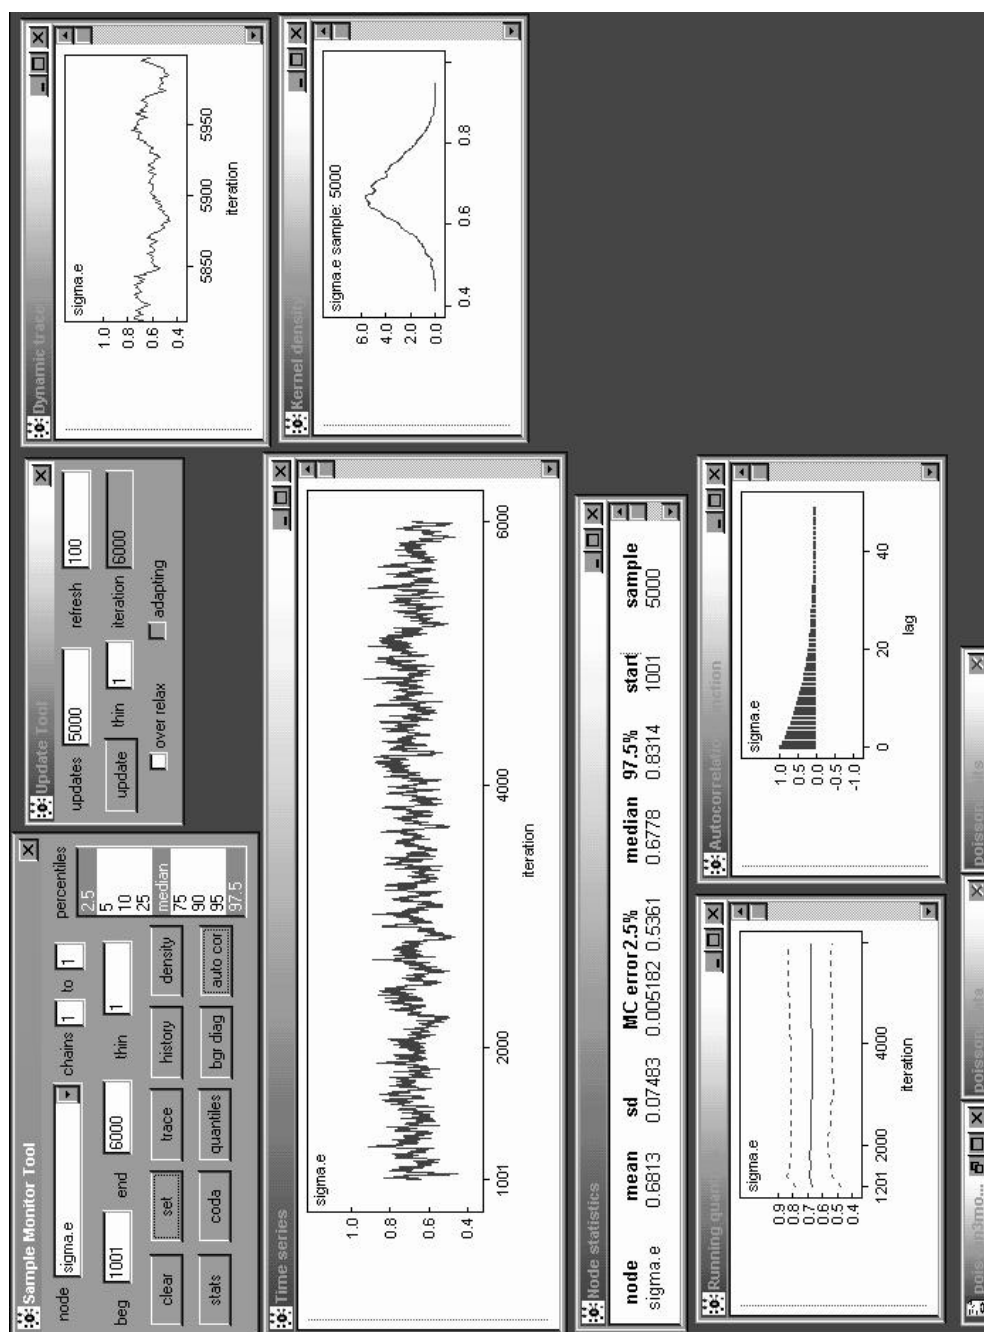 Sample Monitor Tool
node sigma.e chains 1 to 1 percentiles
beg 1001 end 6000 thin 1
2.5
5
10
25
median
75
90
95
97.5
clear set trace history density
stats coda quantiles bgr diag auto cor
Update Tool
updates 5000 refresh 100
update thin 1 iteration 6000
over relax adapting
Dynamic trace
sigma.e
1.0
0.8
0.6
0.4
5850 5900 5950
iteration
Time series
sigma.e
1.0
0.8
0.6
0.4
1001 2000 4000 6000
iteration
Kernel density
sigma.e sample: 5000
6.0
4.0
2.0
0.0
0.4 0.6 0.8
Node statistics
node mean sd MC error 2.5% median 97.5% start sample
sigma.e 0.6813 0.07483 0.005182 0.5361 0.6778 0.8314 1001 5000
Running quant
sigma.e
0.9
0.8
0.7
0.6
0.5
0.4
1201 2000 4000
iteration
Autocorrelatio nction
sigma.e
1.0
0.5
0.0
-0.5
-1.0
0 20 40
lag
poisson
poisson